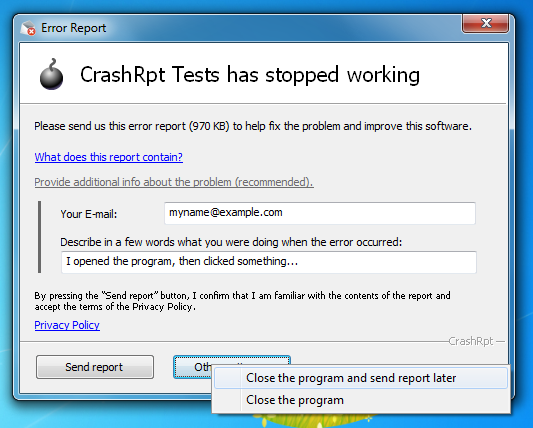 Error Report
CrashRpt Tests has stopped working
Please send us this error report (970 KB) to help fix the problem and improve this software.
What does this report contain?
Provide additional info about the problem (recommended).
Your E-mail:
myname@example.com
Describe in a few words what you were doing when the error occurred:
I opened the program, then clicked something...
By pressing the "Send report" button, I confirm that I am familiar with the contents of the report and
accept the terms of the Privacy Policy.
Privacy Policy
CrashRpt
Send report
Close the program and send report later
Close the program